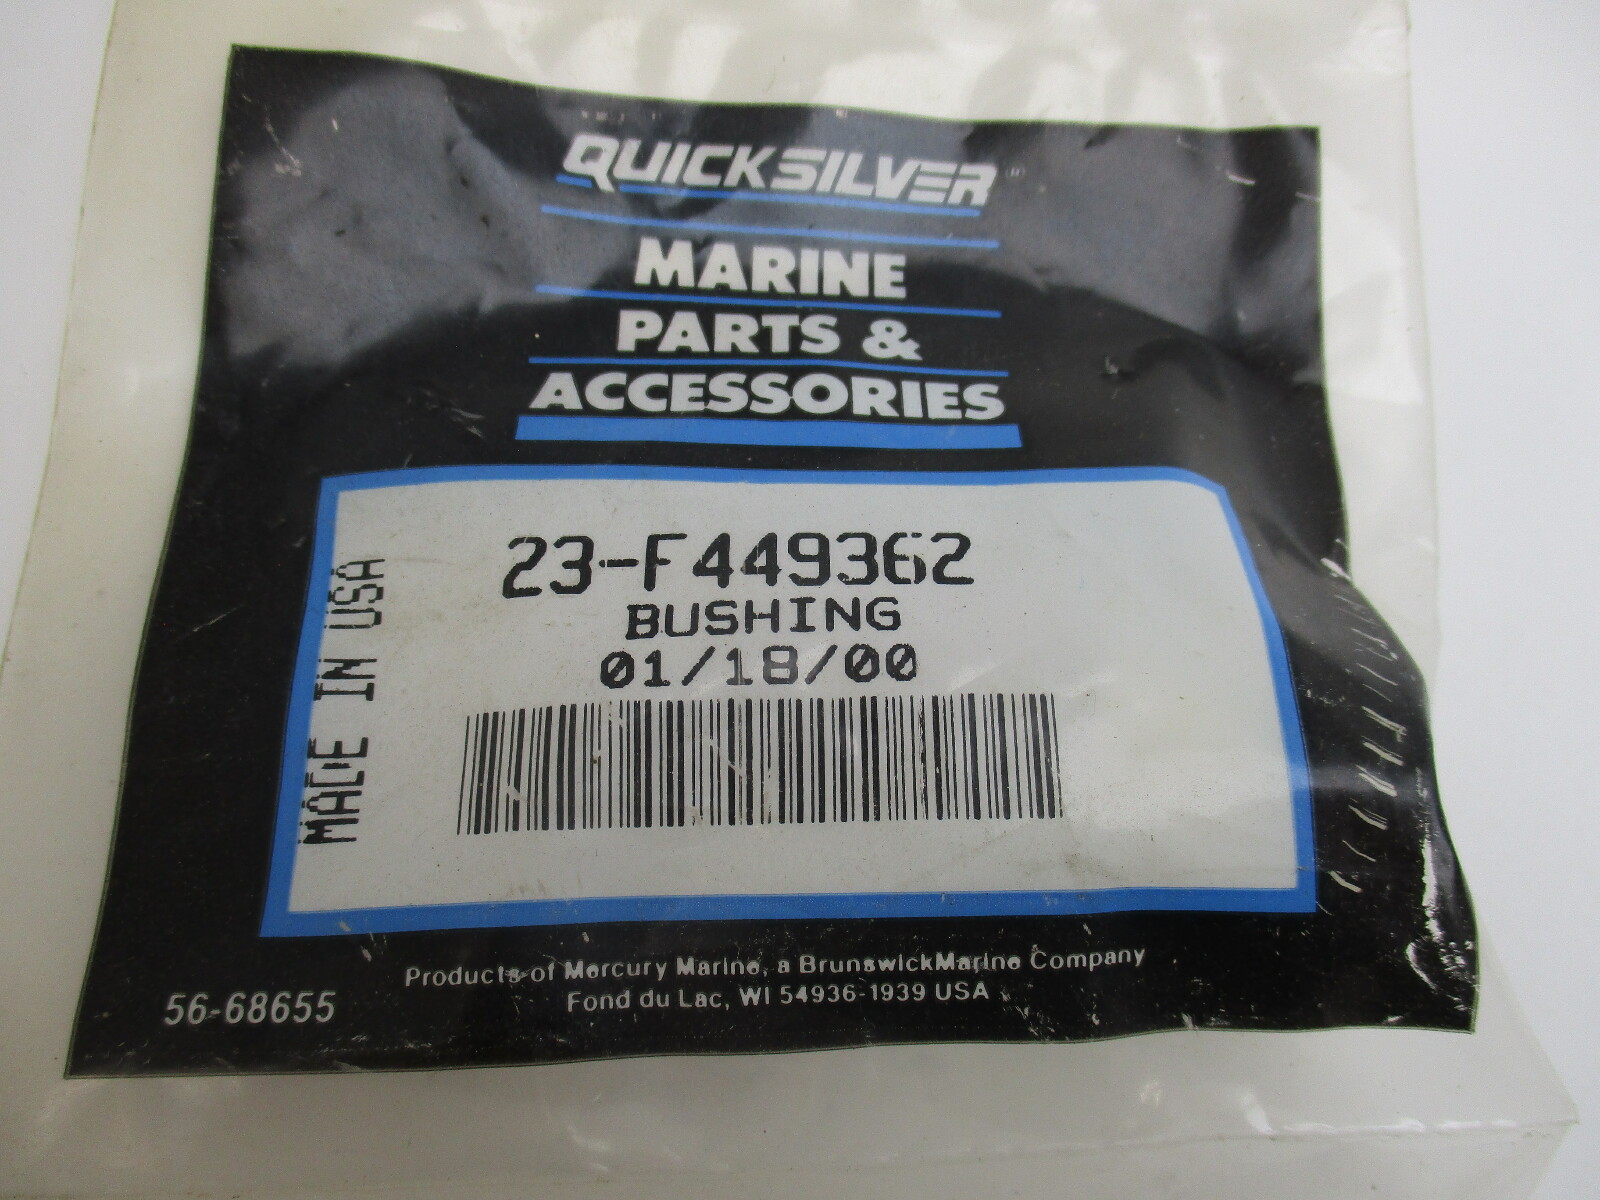 QUICKSILVER®
MARINE
PARTS &
ACCESSORIES
23-F449362
BUSHING
01/18/00
MADE IN USA
Products of Mercury Marine, a BrunswickMarine Company
Fond du Lac, WI 54936-1939 USA
56-68655